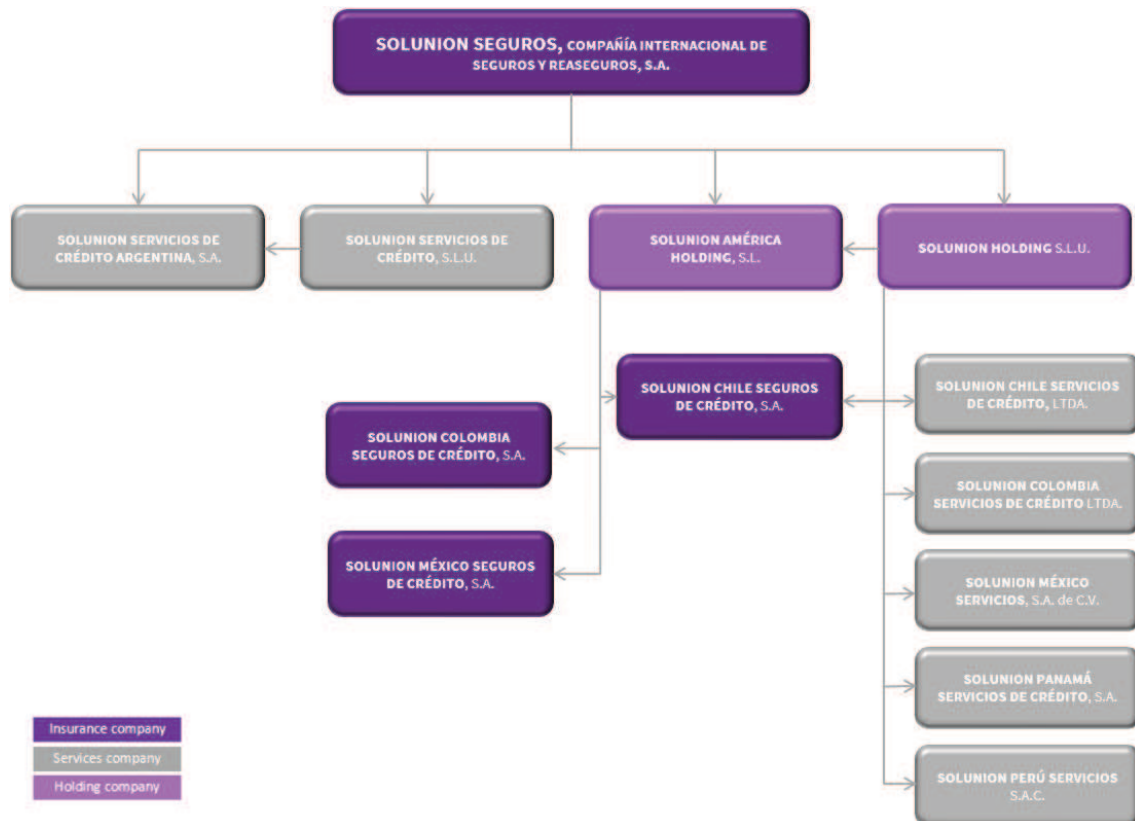 SOLUNION SEGUROS, COMPAÑÍA INTERNACIONAL DE
SEGUROS Y REASEGUROS, S.A.
SOLUNION SERVICIOS DE
CRÉDITO ARGENTINA, S.A.
SOLUNION SERVICIOS DE
CRÉDITO, S.L.U.
SOLUNION AMÉRICA
HOLDING, S.L.
SOLUNION HOLDING S.L.U.
SOLUNION CHILE SEGUROS
DE CRÉDITO, S.A.
SOLUNION CHILE SERVICIOS
DE CRÉDITO, LTDA.
SOLUNION COLOMBIA
SEGUROS DE CRÉDITO, S.A.
SOLUNION COLOMBIA
SERVICIOS DE CRÉDITO LTDA.
SOLUNION MÉXICO SEGUROS
DE CRÉDITO, S.A.
SOLUNION MÉXICO
SERVICIOS, S.A. de C.V.
SOLUNION PANAMÁ
SERVICIOS DE CRÉDITO, S.A.
SOLUNION PERÚ SERVICIOS
S.A.C.
Insurance company
Services company
Holding company